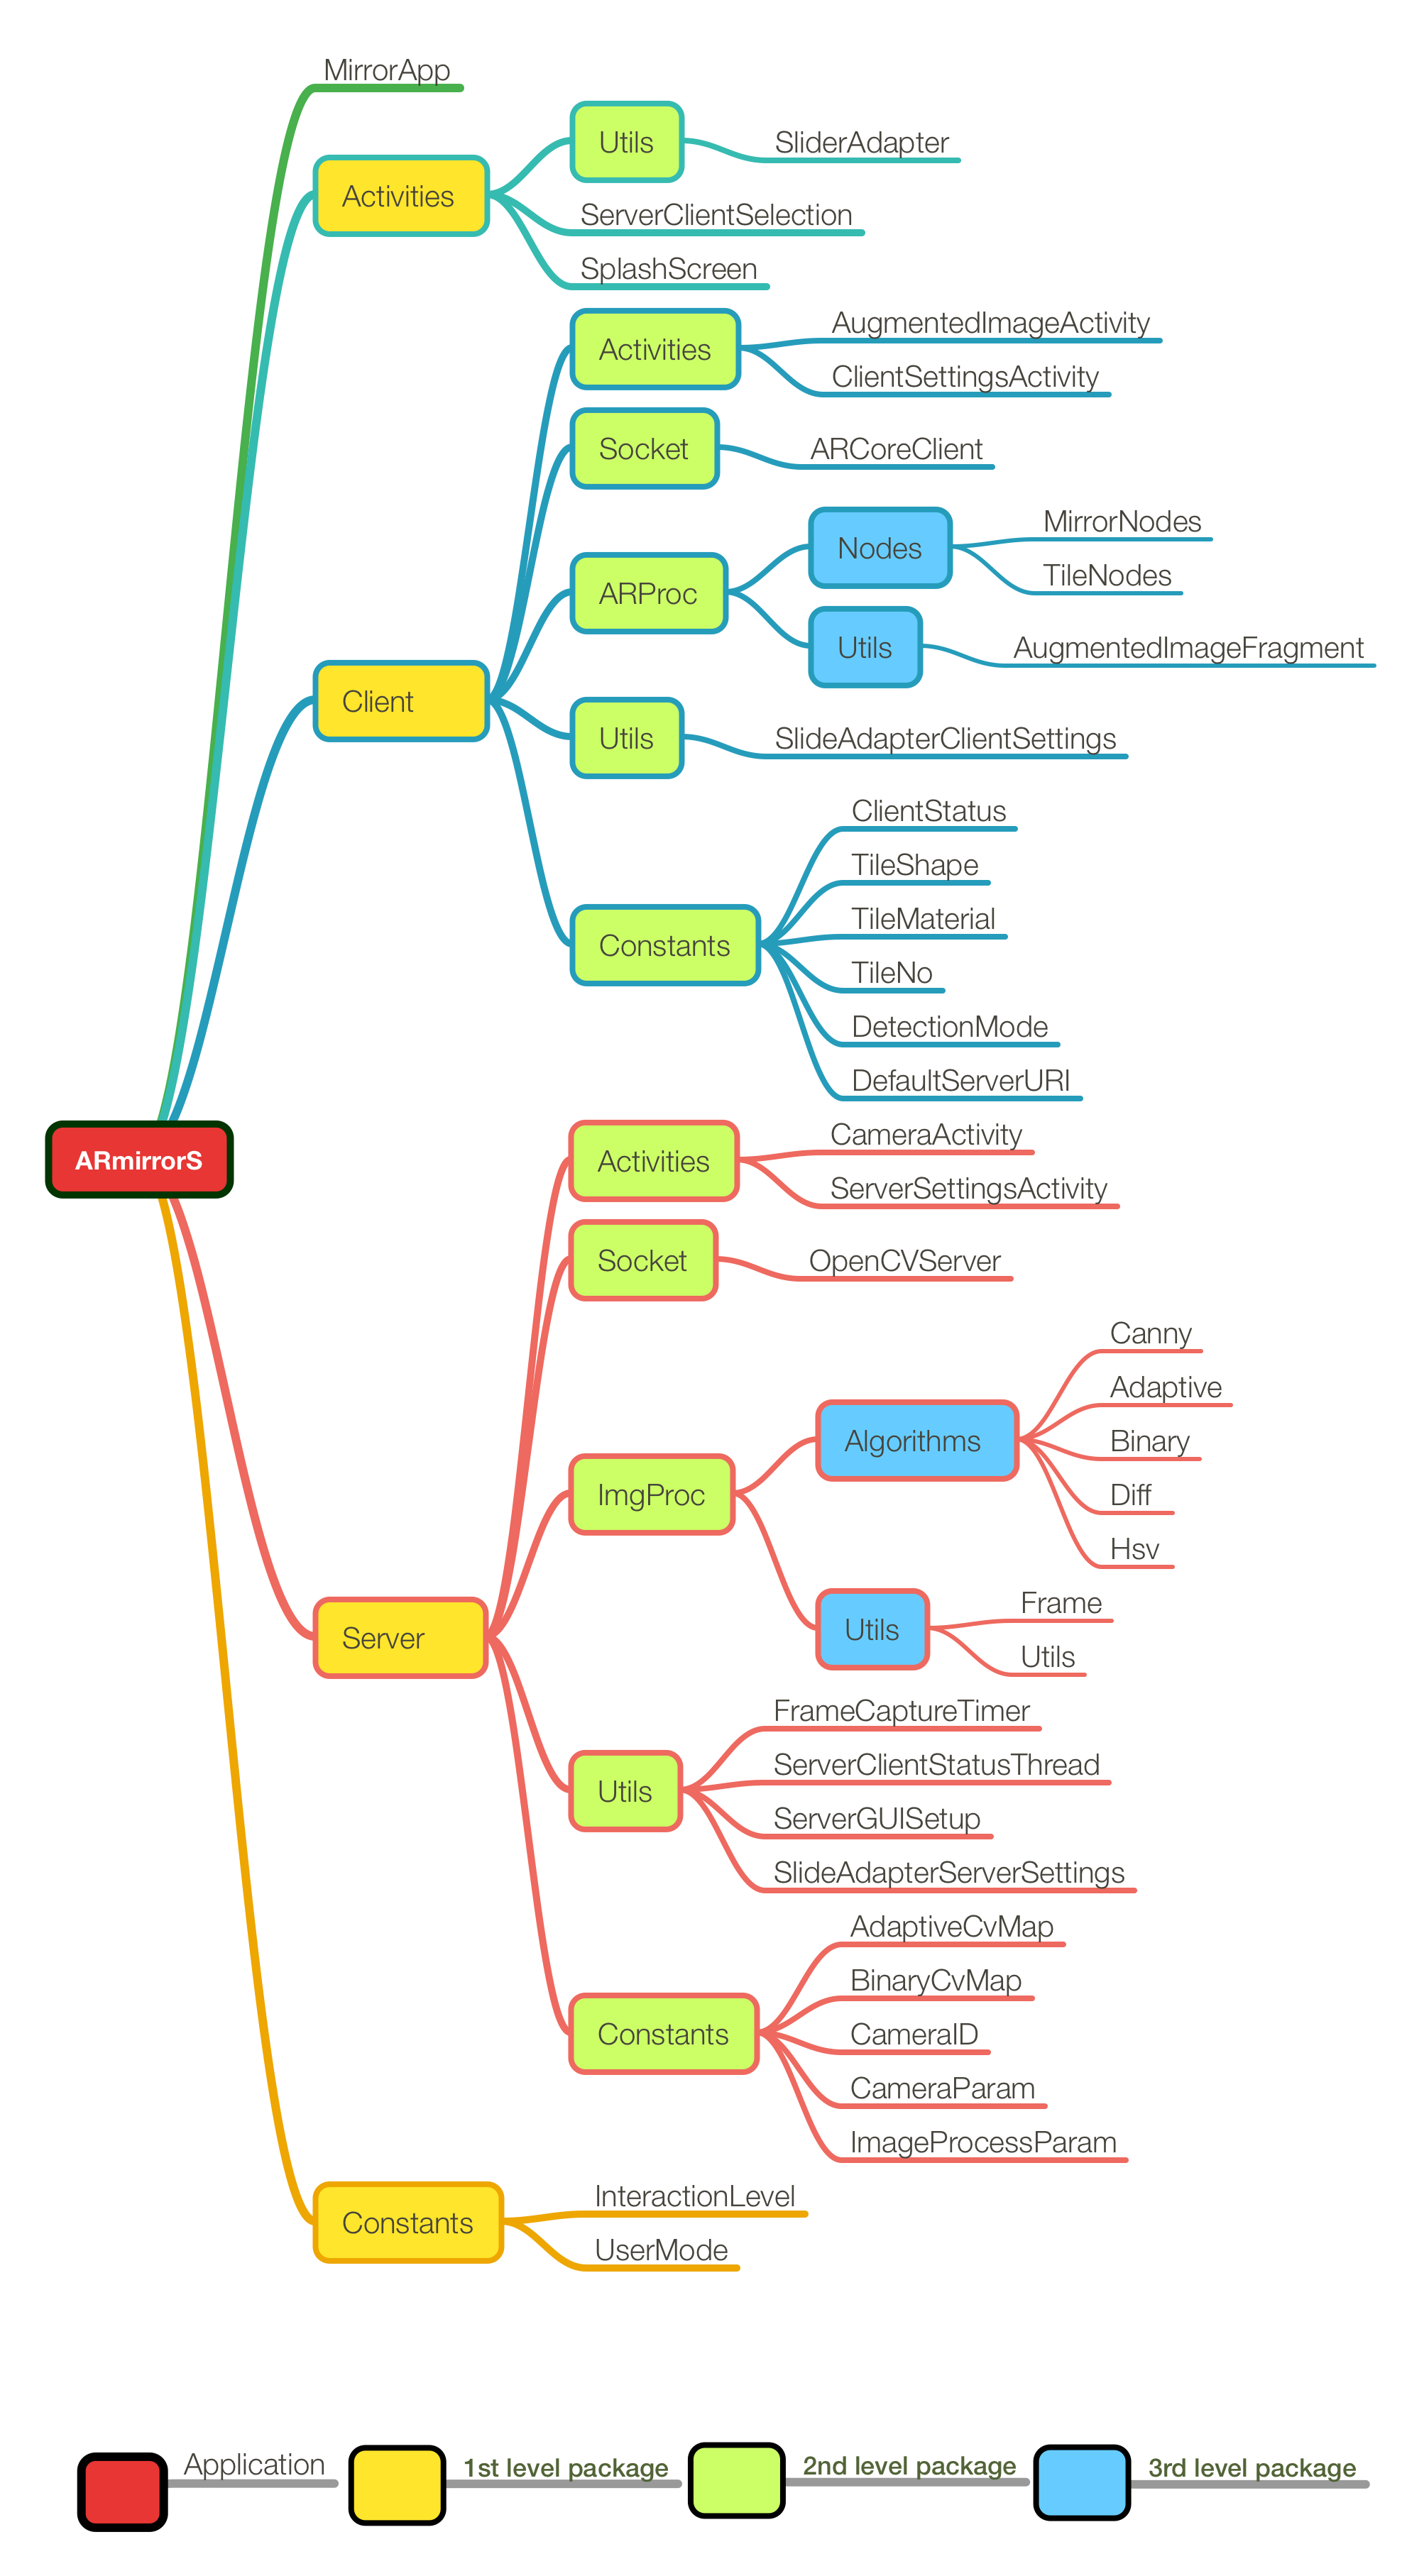 MirrorApp
Activities
Utils
SliderAdapter
ServerClientSelection
SplashScreen
Client
Activities
AugmentedImageActivity
ClientSettingsActivity
Socket
ARCoreClient
ARProc
Nodes
MirrorNodes
TileNodes
Utils
AugmentedImageFragment
Utils
SlideAdapterClientSettings
Constants
ClientStatus
TileShape
TileMaterial
TileNo
DetectionMode
DefaultServerURI
ARmirrorS
Server
Activities
CameraActivity
ServerSettingsActivity
Socket
OpenCVServer
ImgProc
Algorithms
Canny
Adaptive
Binary
Diff
Hsv
Utils
Frame
Utils
Utils
FrameCaptureTimer
ServerClientStatusThread
ServerGUISetup
SlideAdapterServerSettings
Constants
AdaptiveCvMap
BinaryCvMap
CameraID
CameraParam
ImageProcessParam
Constants
InteractionLevel
UserMode
Application
1st level package
2nd level package
3rd level package